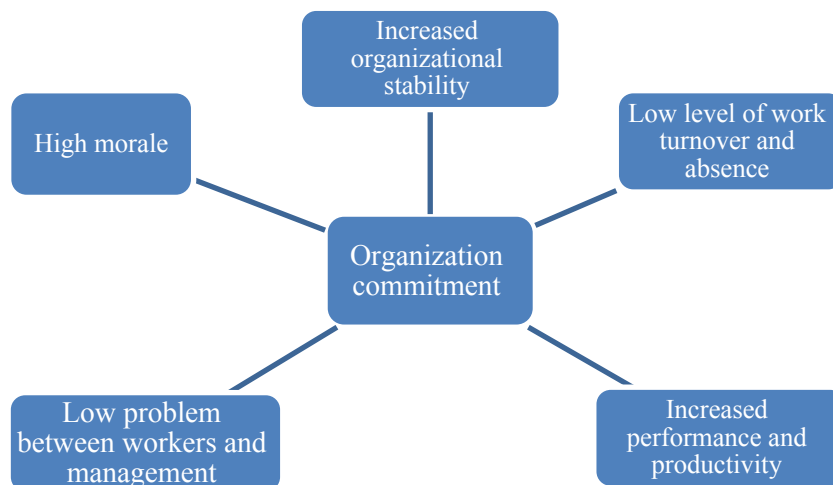 Increased
organizational
stability
High morale
Low level of work
turnover and
absence
Organization
commitment
Low problem
between workers and
management
Increased
performance and
productivity